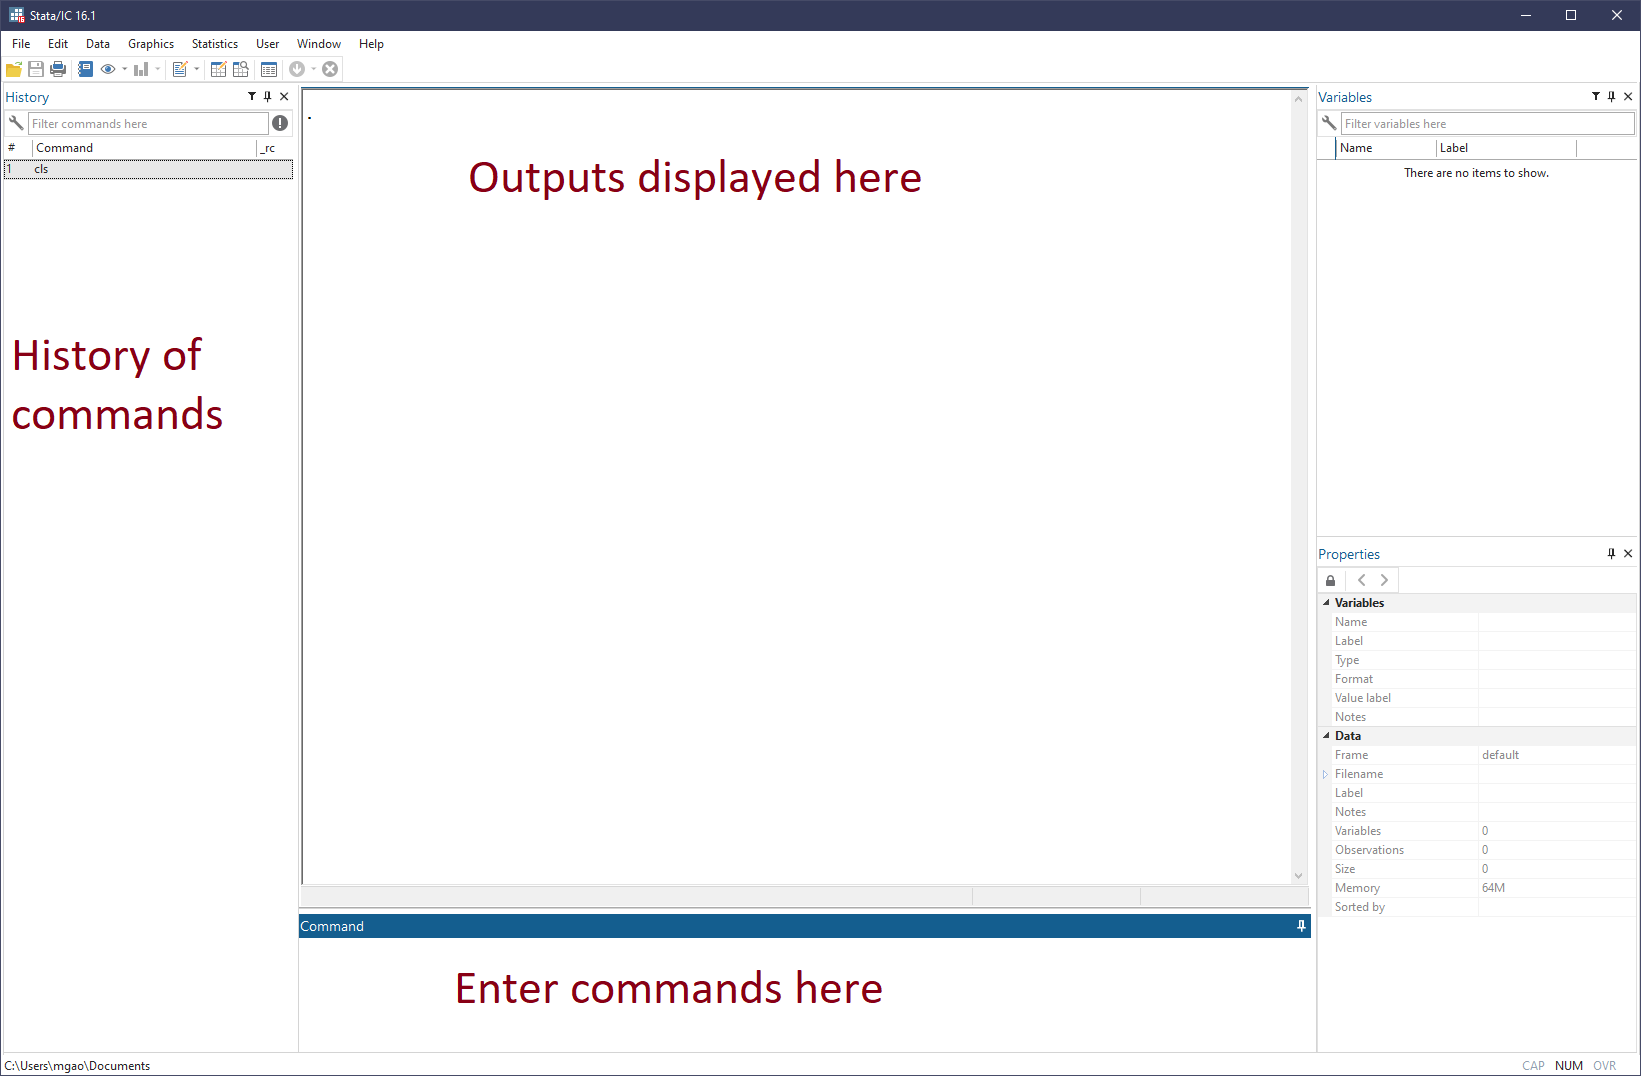 Stata/IC 16.1
File Edit Data Graphics Statistics User Window Help
History
Filter commands here
# Command _rc
1 cls
History of
commands
.
Outputs displayed here
Command
Enter commands here
Variables
Filter variables here
Name Label
There are no items to show.
Properties
Variables
Name
Label
Type
Format
Value label
Notes
Data
Frame default
Filename
Label
Notes
Variables 0
Observations 0
Size 0
Memory 64M
Sorted by
C:\Users\mgao\Documents
CAP NUM OVR